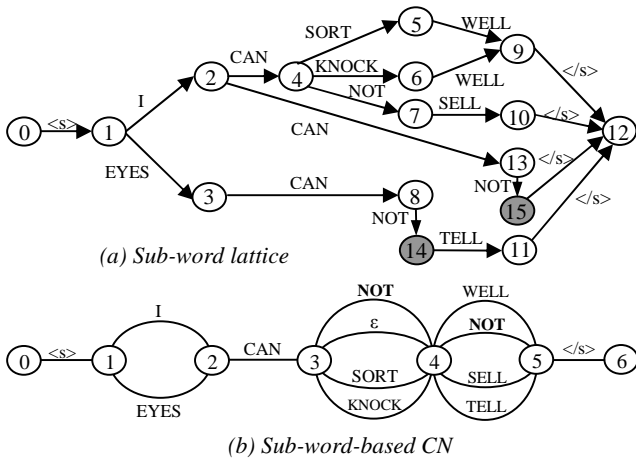 SORT 5 WELL
CAN KNOCK 9 </s>
2 4 6
I NOT WELL
SELL
7 10 </s>
0 <s> 1 CAN 12
13 </s>
EYES CAN NOT </s>
3 8 15
NOT
TELL
14 11
(a) Sub-word lattice
NOT WELL
I ε NOT
0 <s> 1 2 CAN 3 4 5 </s> 6
SORT SELL
EYES KNOCK TELL
(b) Sub-word-based CN